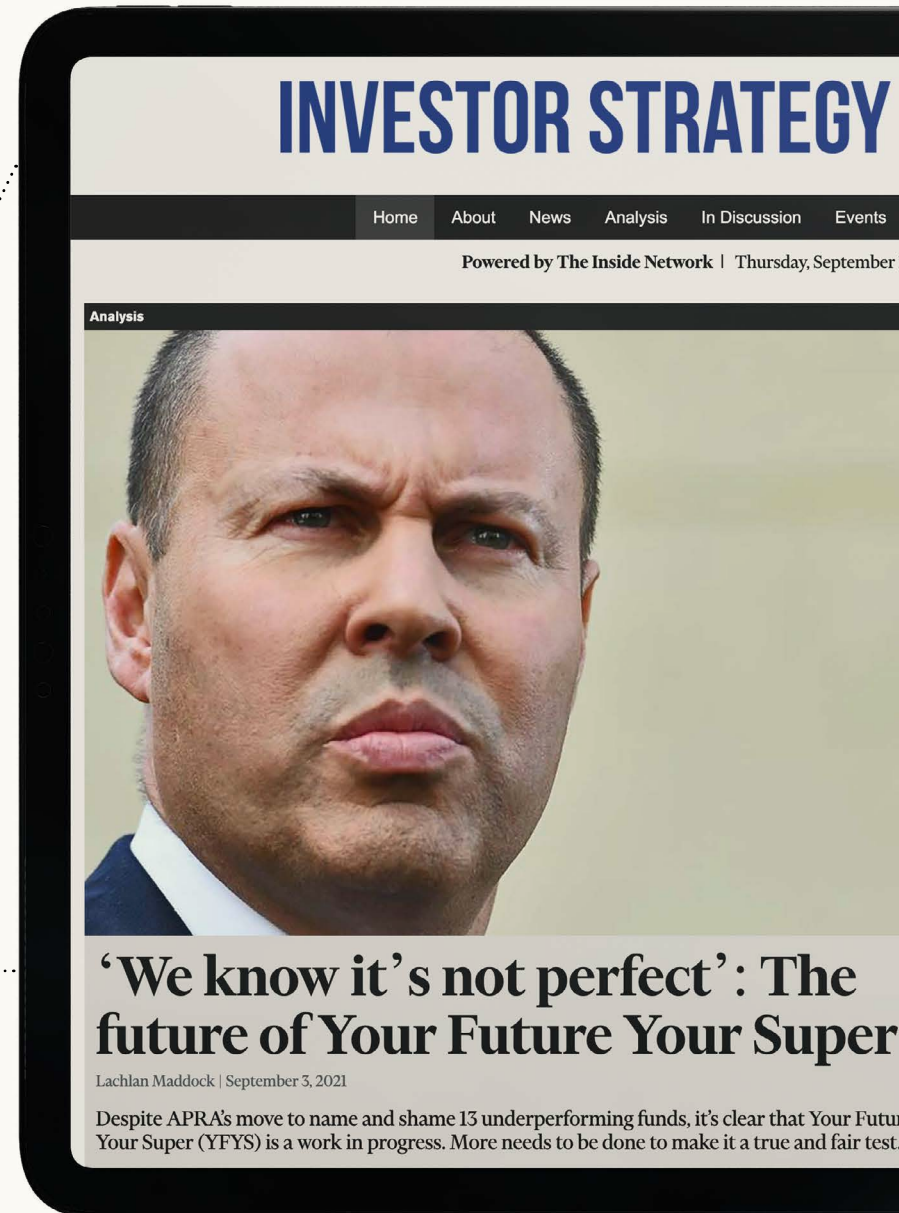 INVESTOR STRATEGY
Home About News Analysis In Discussion Events
Powered by The Inside Network | Thursday, September
Analysis
‘We know it’s not perfect’: The
future of Your Future Your Super
Lachlan Maddock | September 3, 2021
Despite APRA’s move to name and shame 13 underperforming funds, it’s clear that Your Futur
Your Super (YFYS) is a work in progress. More needs to be done to make it a true and fair test.